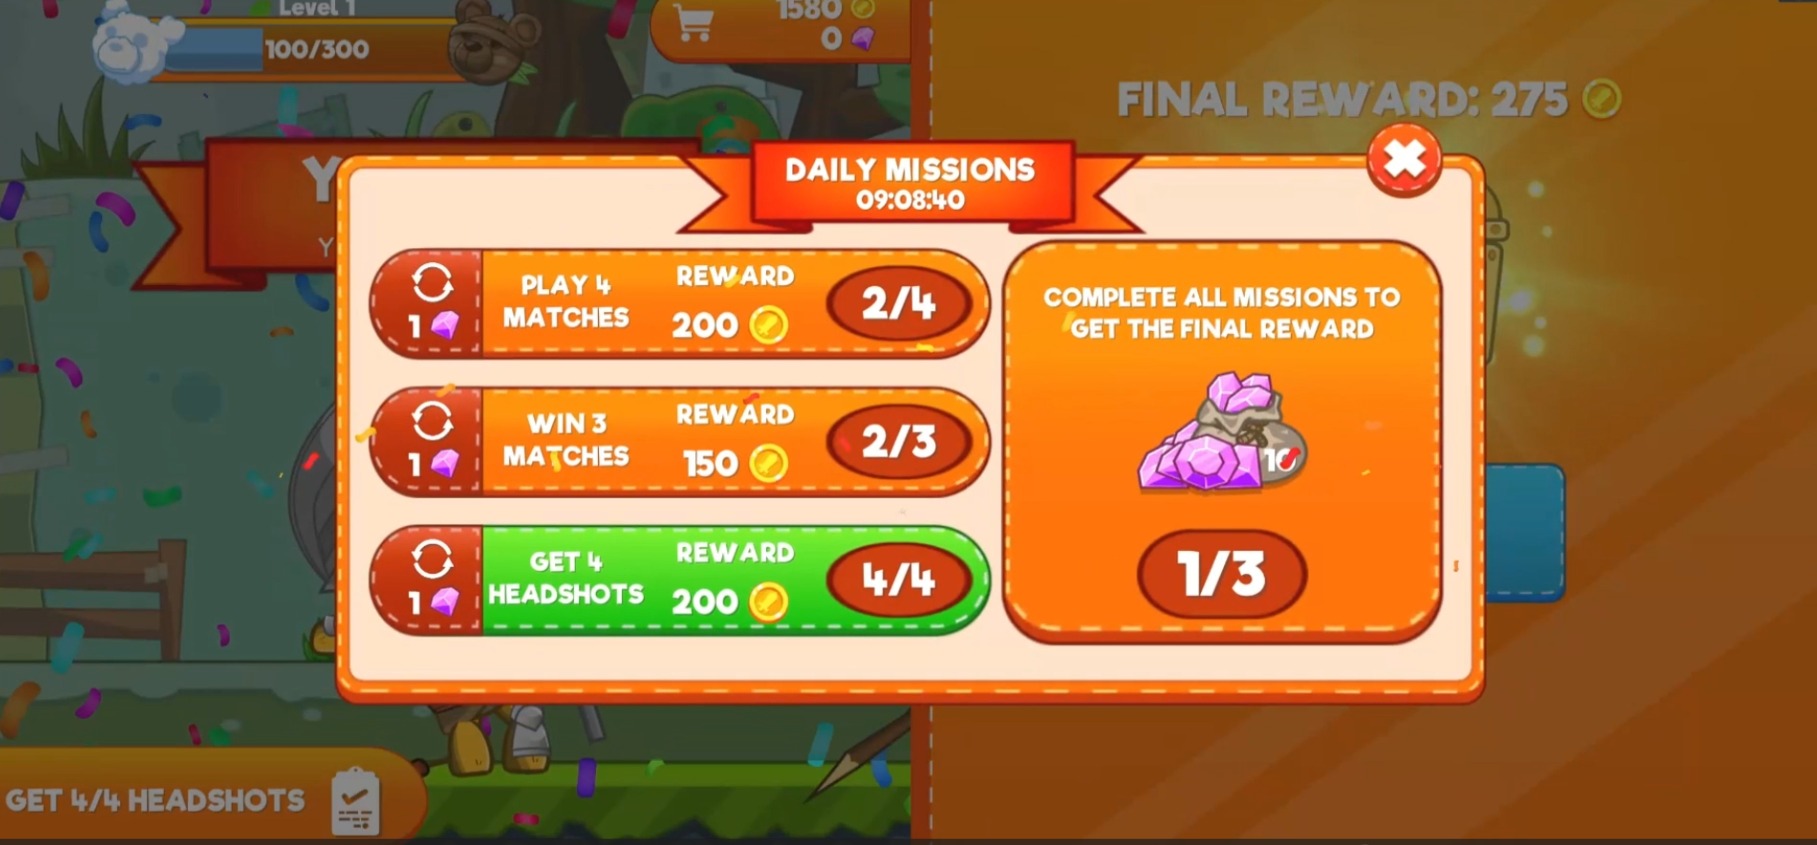 Level 1
100/300
1580
0
FINAL REWARD: 275
Y
Y
DAILY MISSIONS
09:08:40
1
PLAY 4
MATCHES
REWARD
200
2/4
1
WIN 3
MATCHES
REWARD
150
2/3
1
GET 4
HEADSHOTS
REWARD
200
4/4
COMPLETE ALL MISSIONS TO
GET THE FINAL REWARD
10
1/3
GET 4/4 HEADSHOTS